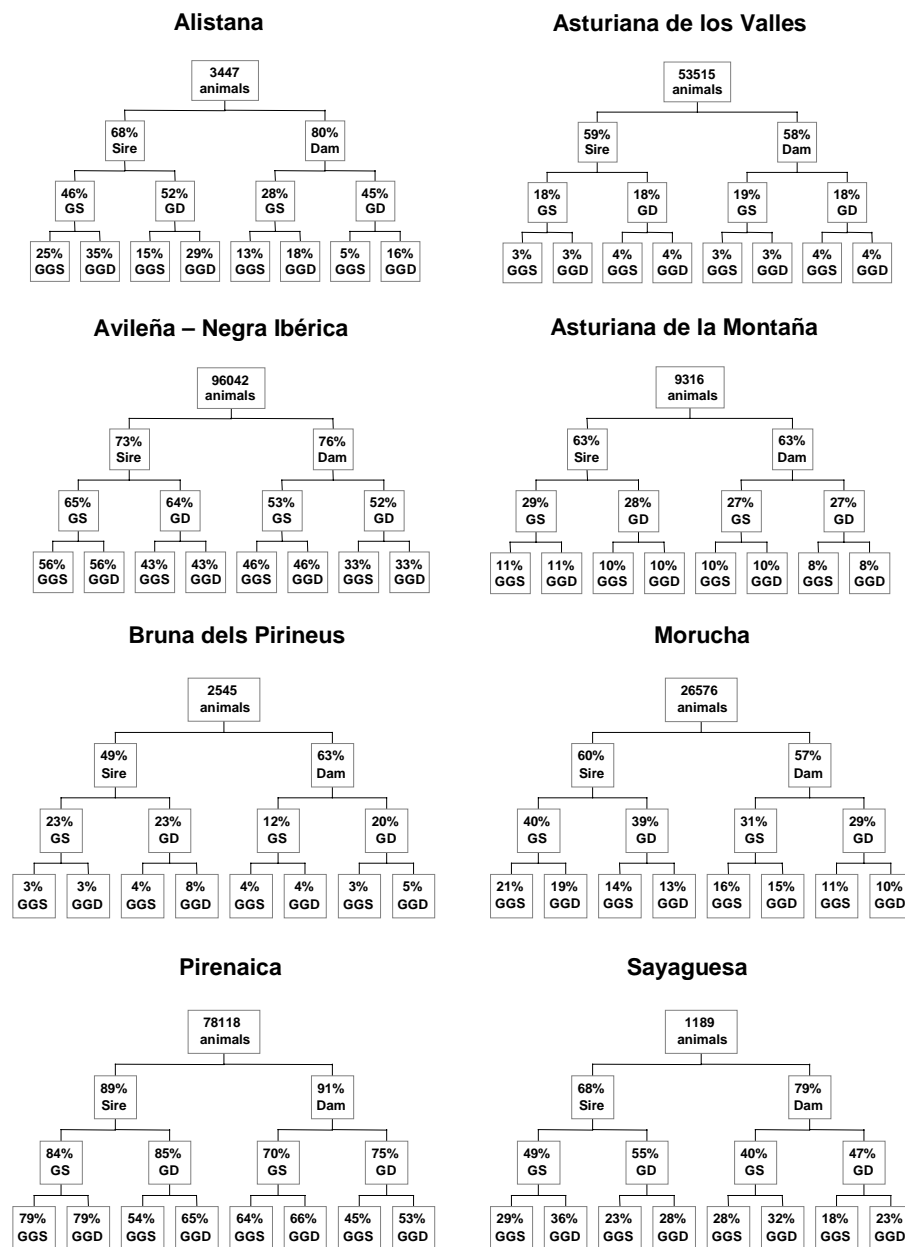 Alistana
3447
animals
68%
Sire
80%
Dam
46%
GS
52%
GD
28%
GS
45%
GD
25%
GGS
35%
GGD
15%
GGS
29%
GGD
13%
GGS
18%
GGD
5%
GGS
16%
GGD
Asturiana de los Valles
53515
animals
59%
Sire
58%
Dam
18%
GS
18%
GD
19%
GS
18%
GD
3%
GGS
3%
GGD
4%
GGS
4%
GGD
3%
GGS
3%
GGD
4%
GGS
4%
GGD
Avileña – Negra Ibérica
96042
animals
73%
Sire
76%
Dam
65%
GS
64%
GD
53%
GS
52%
GD
56%
GGS
56%
GGD
43%
GGS
43%
GGD
46%
GGS
46%
GGD
33%
GGS
33%
GGD
Asturiana de la Montaña
9316
animals
63%
Sire
63%
Dam
29%
GS
28%
GD
27%
GS
27%
GD
11%
GGS
11%
GGD
10%
GGS
10%
GGD
10%
GGS
10%
GGD
8%
GGS
8%
GGD
Bruna dels Pirineus
2545
animals
49%
Sire
63%
Dam
23%
GS
23%
GD
12%
GS
20%
GD
3%
GGS
3%
GGD
4%
GGS
8%
GGD
4%
GGS
4%
GGD
3%
GGS
5%
GGD
Morucha
26576
animals
60%
Sire
57%
Dam
40%
GS
39%
GD
31%
GS
29%
GD
21%
GGS
19%
GGD
14%
GGS
13%
GGD
16%
GGS
15%
GGD
11%
GGS
10%
GGD
Pirenaica
78118
animals
89%
Sire
91%
Dam
84%
GS
85%
GD
70%
GS
75%
GD
79%
GGS
79%
GGD
54%
GGS
65%
GGD
64%
GGS
66%
GGD
45%
GGS
53%
GGD
Sayaguesa
1189
animals
68%
Sire
79%
Dam
49%
GS
55%
GD
40%
GS
47%
GD
29%
GGS
36%
GGD
23%
GGS
28%
GGD
28%
GGS
32%
GGD
18%
GGS
23%
GGD